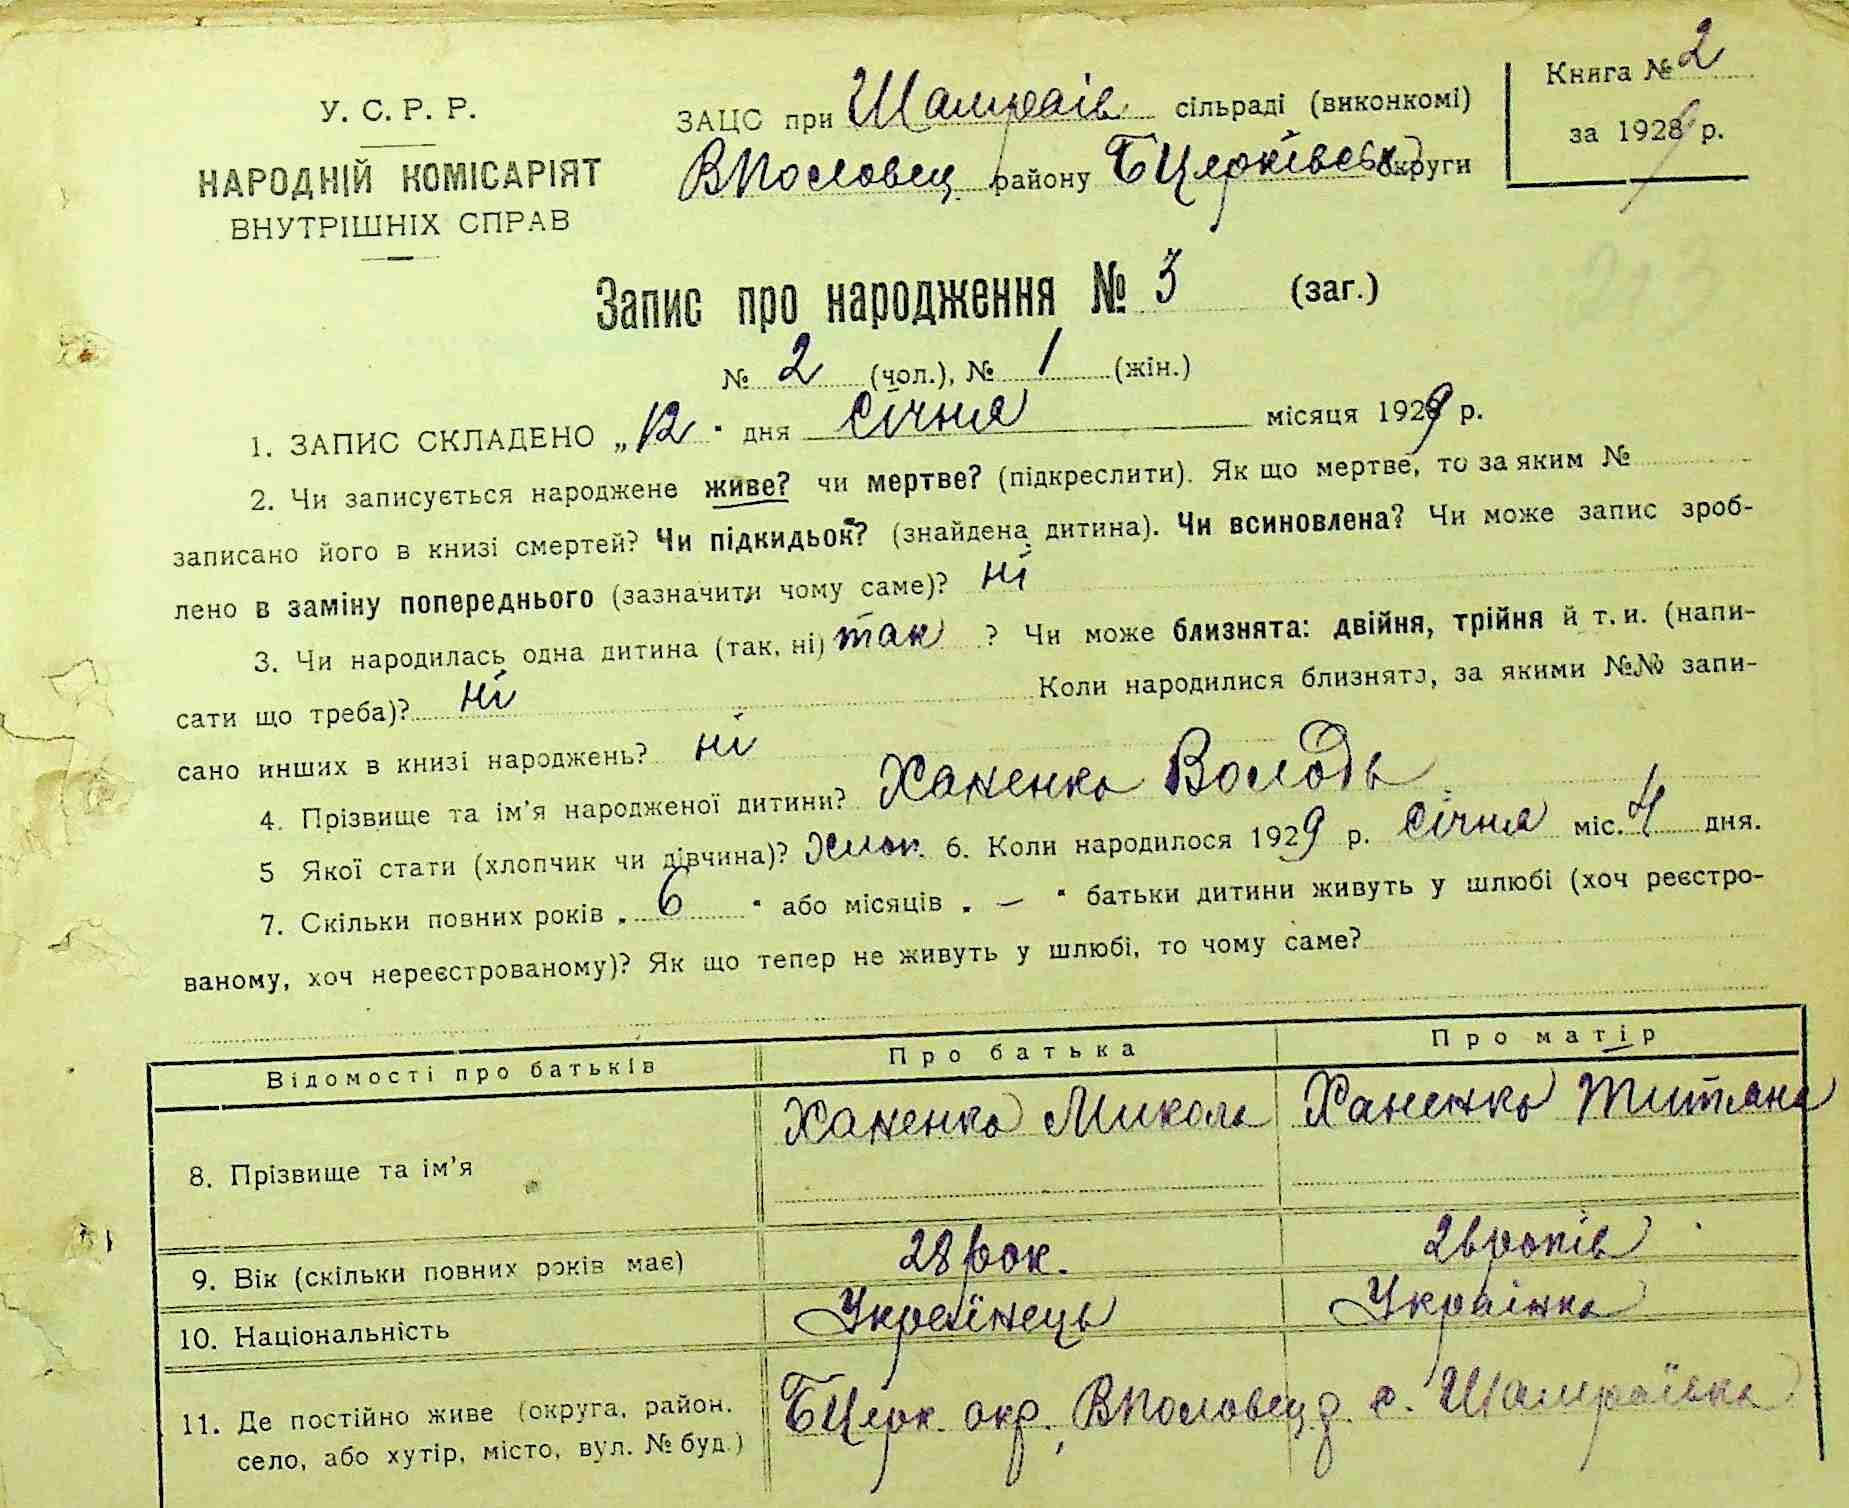 У. С. Р. Р.
НАРОДНІЙ КОМІСАРІЯТ
ВНУТРІШНІХ СПРАВ
ЗАЦС при Шамраїв сільраді (виконкомі)
ВПоловец. району БЦерківськ округи
Книга № 2
за 1929 р.
Запис про народження № 3 (заг.)
№ 2 (чол.), № 1 (жін.)
1. ЗАПИС СКЛАДЕНО „12" дня січня місяця 1929 р.
2. Чи записується народжене живе? чи мертве? (підкреслити). Як що мертве, то за яким №
записано його в книзі смертей? Чи підкидьок? (знайдена дитина). Чи всиновлена? Чи може запис зроб-
лено в заміну попереднього (зазначити чому саме)? ні
3. Чи народилась одна дитина (так, ні) так ? Чи може близнята: двійня, трійня й т. и. (напи-
сати що треба)? ні Коли народилися близнята, за якими №№ запи-
сано инших в книзі народжень? ні
4. Прізвище та ім'я народженої дитини? Ханенко Володь
5 Якої стати (хлопчик чи дівчина)? Хлоп. 6. Коли народилося 1929 р. січня міс. 4 дня.
7. Скільки повних років „6" або місяців „—" батьки дитини живуть у шлюбі (хоч реєстро-
ваному, хоч нереєстрованому)? Як що тепер не живуть у шлюбі, то чому саме?
Відомості про батьків Про батька Про матір
8. Прізвище та ім'я Ханенко Микола Ханенко Титяна
9. Вік (скільки повних років має) 28 рок. 26 років
10. Національність Українець Українка
11. Де постійно живе (округа, район, БЦерк. окр., ВПоловец. р. с. Шамраївка
село, або хутір, місто, вул. № буд.)